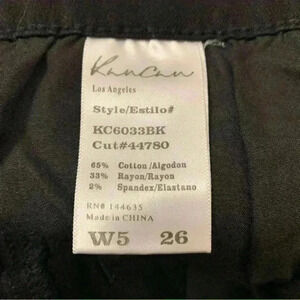 KanCan
Los Angeles
Style/Estilo#
KC6033BK
Cut#44780
65% Cotton/Algodon
33% Rayon/Rayon
2% Spandex/Elastano
RN# 144635
Made in CHINA
W5 26